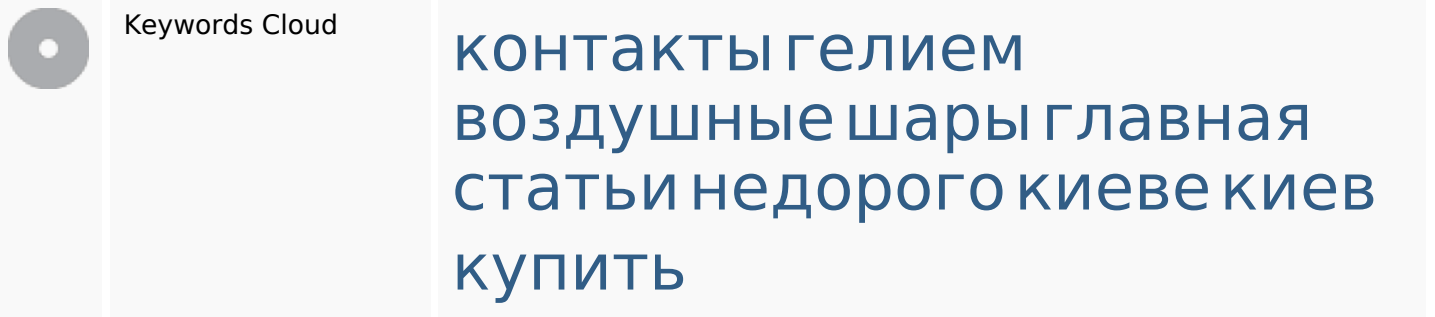 Keywords Cloud
контакты гелием
воздушные шары главная
статьи недорого киеве киев
купить